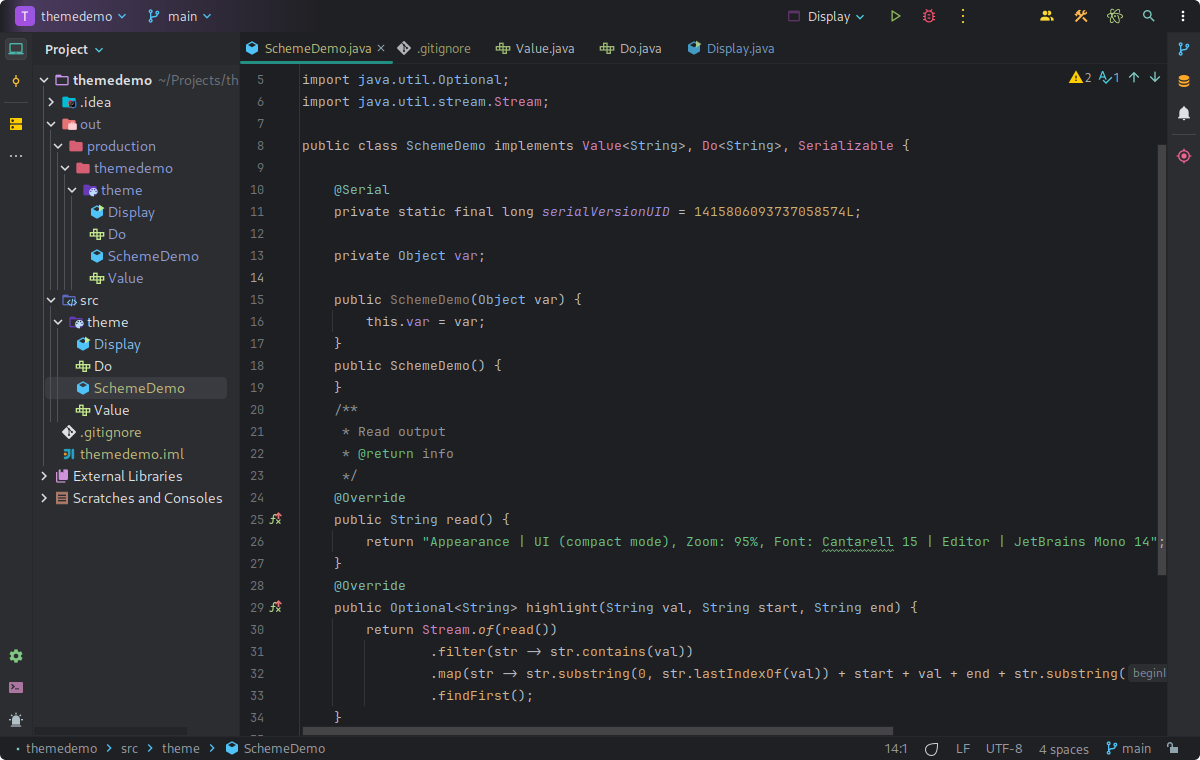 T themedemo main Display
Project
SchemeDemo.java .gitignore Value.java Do.java Display.java
themedemo ~/Projects/th
.idea
out
production
themedemo
theme
Display
Do
SchemeDemo
Value
src
theme
Display
Do
SchemeDemo
Value
.gitignore
themedemo.iml
External Libraries
Scratches and Consoles
2 1
5 import java.util.Optional;
6 import java.util.stream.Stream;
7
8 public class SchemeDemo implements Value<String>, Do<String>, Serializable {
9
10 @Serial
11 private static final long serialVersionUID = 1415806093737058574L;
12
13 private Object var;
14
15 public SchemeDemo(Object var) {
16 this.var = var;
17 }
18 public SchemeDemo() {
19 }
20 /**
21 * Read output
22 * @return info
23 */
24 @Override
25 public String read() {
26 return "Appearance | UI (compact mode), Zoom: 95%, Font: Cantarell 15 | Editor | JetBrains Mono 14";
27 }
28 @Override
29 public Optional<String> highlight(String val, String start, String end) {
30 return Stream.of(read())
31 .filter(str -> str.contains(val))
32 .map(str -> str.substring(0, str.lastIndexOf(val)) + start + val + end + str.substring( beginl
33 .findFirst();
34 }
themedemo > src > theme > SchemeDemo
14:1 LF UTF-8 4 spaces main